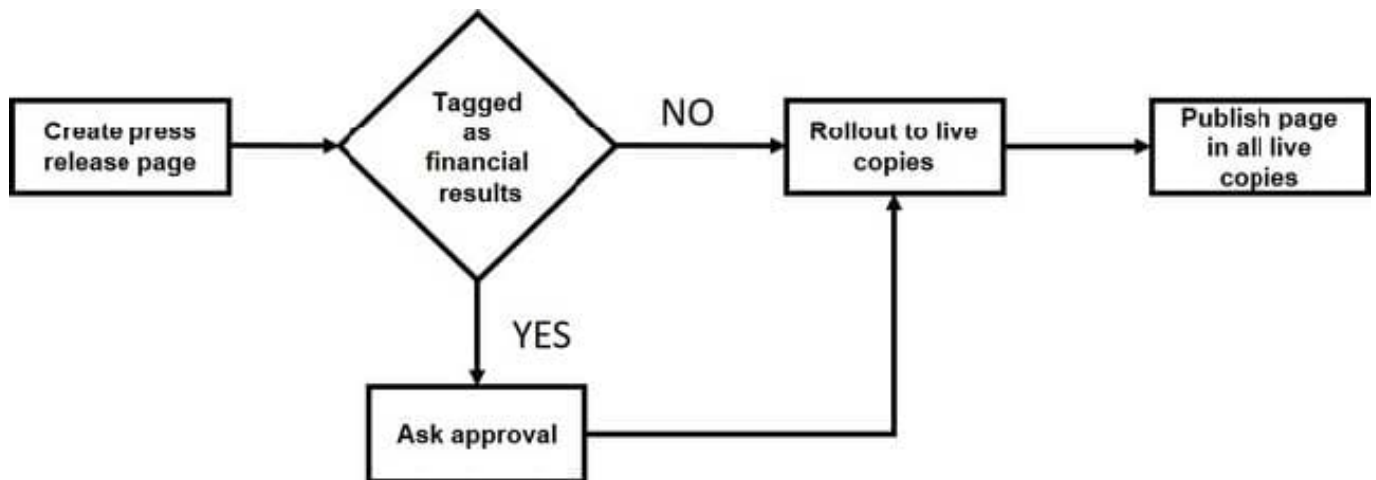 Create press
release page
Tagged
as
financial
results
NO
Rollout to live
copies
Publish page
in all live
copies
YES
Ask approval